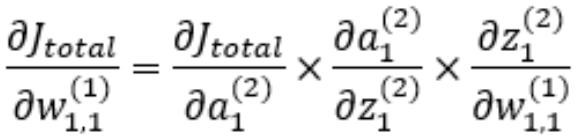 ∂J_total/∂w_{1,1}^{(1)} = ∂J_total/∂a_1^{(2)} × ∂a_1^{(2)}/∂z_1^{(2)} × ∂z_1^{(2)}/∂w_{1,1}^{(1)}